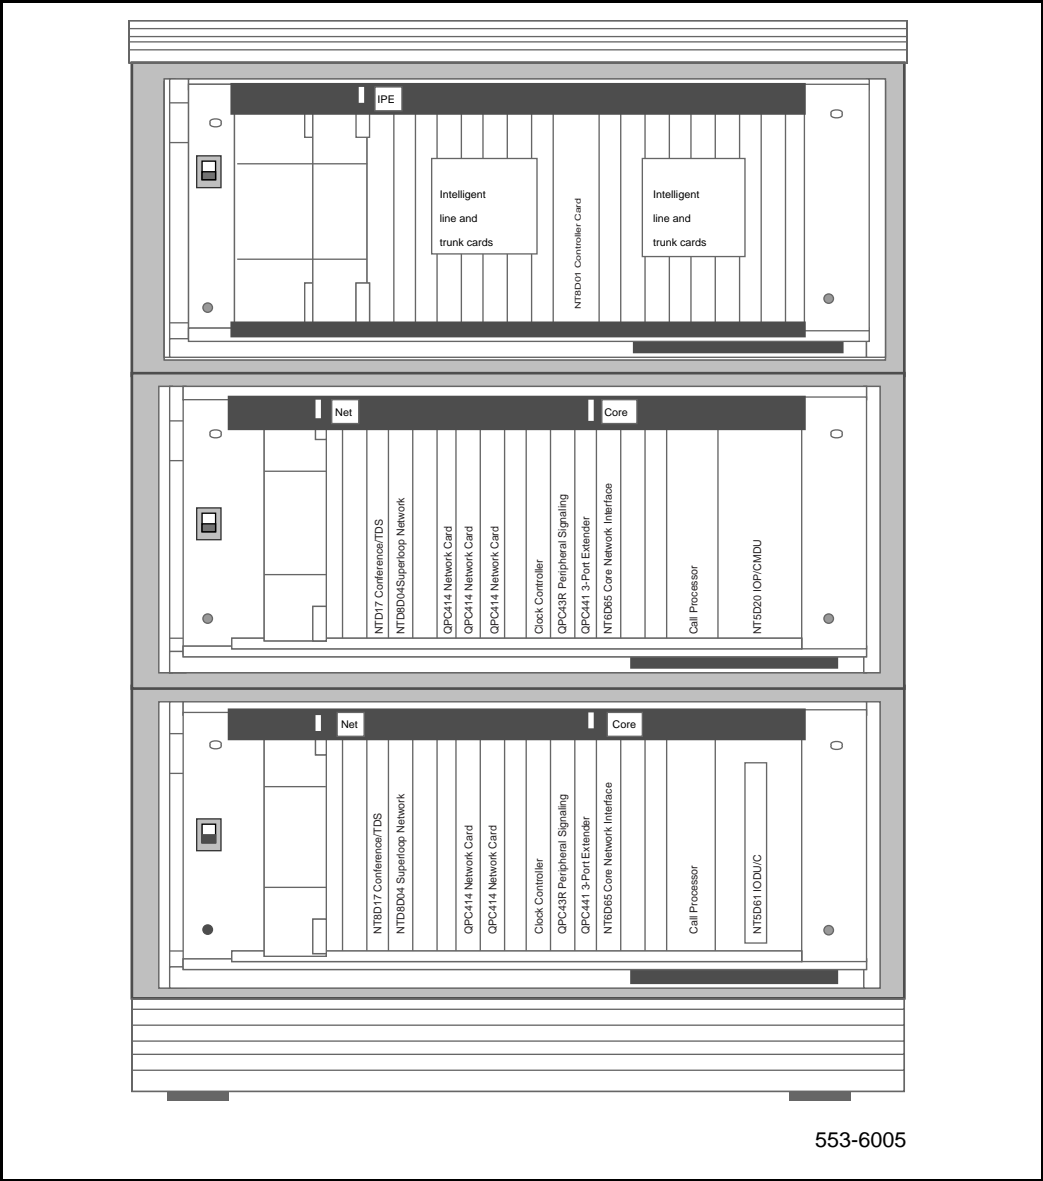 IPE
Intelligent
line and
trunk cards
NT8D01 Controller Card
Intelligent
line and
trunk cards
Net
Core
NTD17 Conference/TDS
NTD8D04Superloop Network
QPC414 Network Card
QPC414 Network Card
QPC414 Network Card
Clock Controller
QPC43R Peripheral Signaling
QPC441 3-Port Extender
NT6D65 Core Network Interface
Call Processor
NT5D20 IOP/CMDU
Net
Core
NT8D17 Conference/TDS
NTD8D04 Superloop Network
QPC414 Network Card
QPC414 Network Card
Clock Controller
QPC43R Peripheral Signaling
QPC441 3-Port Extender
NT6D65 Core Network Interface
Call Processor
NT5D61 IODU/C
553-6005